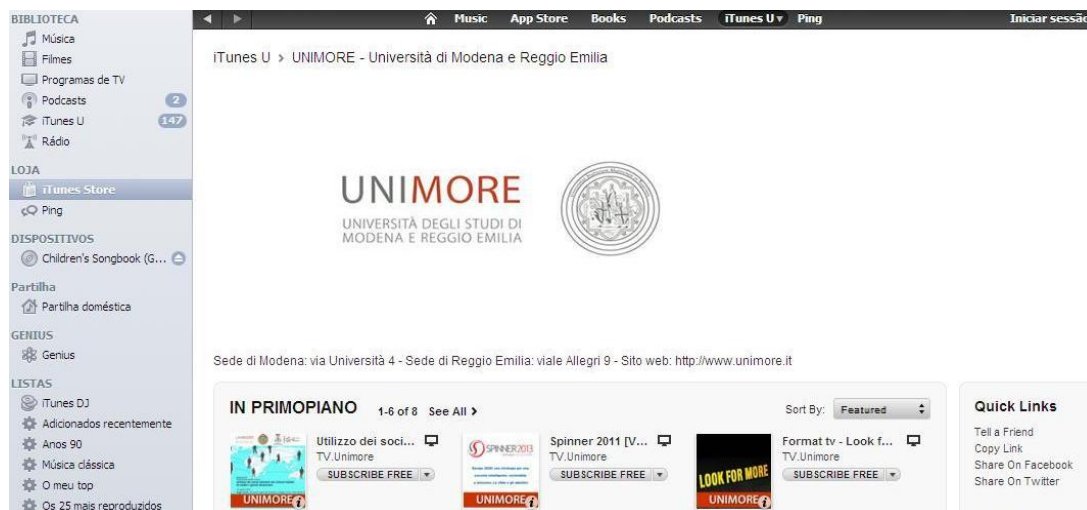 BIBLIOTECA
Música
Filmes
Programas de TV
Podcasts 2
iTunes U 147
Rádio
LOJA
iTunes Store
Ping
DISPOSITIVOS
Children's Songbook (G...
Partilha
Partilha doméstica
GENIUS
Genius
LISTAS
iTunes DJ
Adicionados recentemente
Anos 90
Música clássica
O meu top
Os 25 mais reproduzidos
Music App Store Books Podcasts iTunes U Ping Iniciar sessão
iTunes U > UNIMORE - Università di Modena e Reggio Emilia
UNIMORE
UNIVERSITÀ DEGLI STUDI DI
MODENA E REGGIO EMILIA
Sede di Modena: via Università 4 - Sede di Reggio Emilia: viale Allegri 9 - Sito web: http://www.unimore.it
IN PRIMOPIANO 1-6 of 8 See All > Sort By: Featured
Utilizzo dei soci...
TV.Unimore
SUBSCRIBE FREE
UNIMORE
SPINNER2013
UNIMORE
Spinner 2011 [V...
TV.Unimore
SUBSCRIBE FREE
LOOK FOR MORE
UNIMORE
Format tv - Look f...
TV.Unimore
SUBSCRIBE FREE
Quick Links
Tell a Friend
Copy Link
Share On Facebook
Share On Twitter